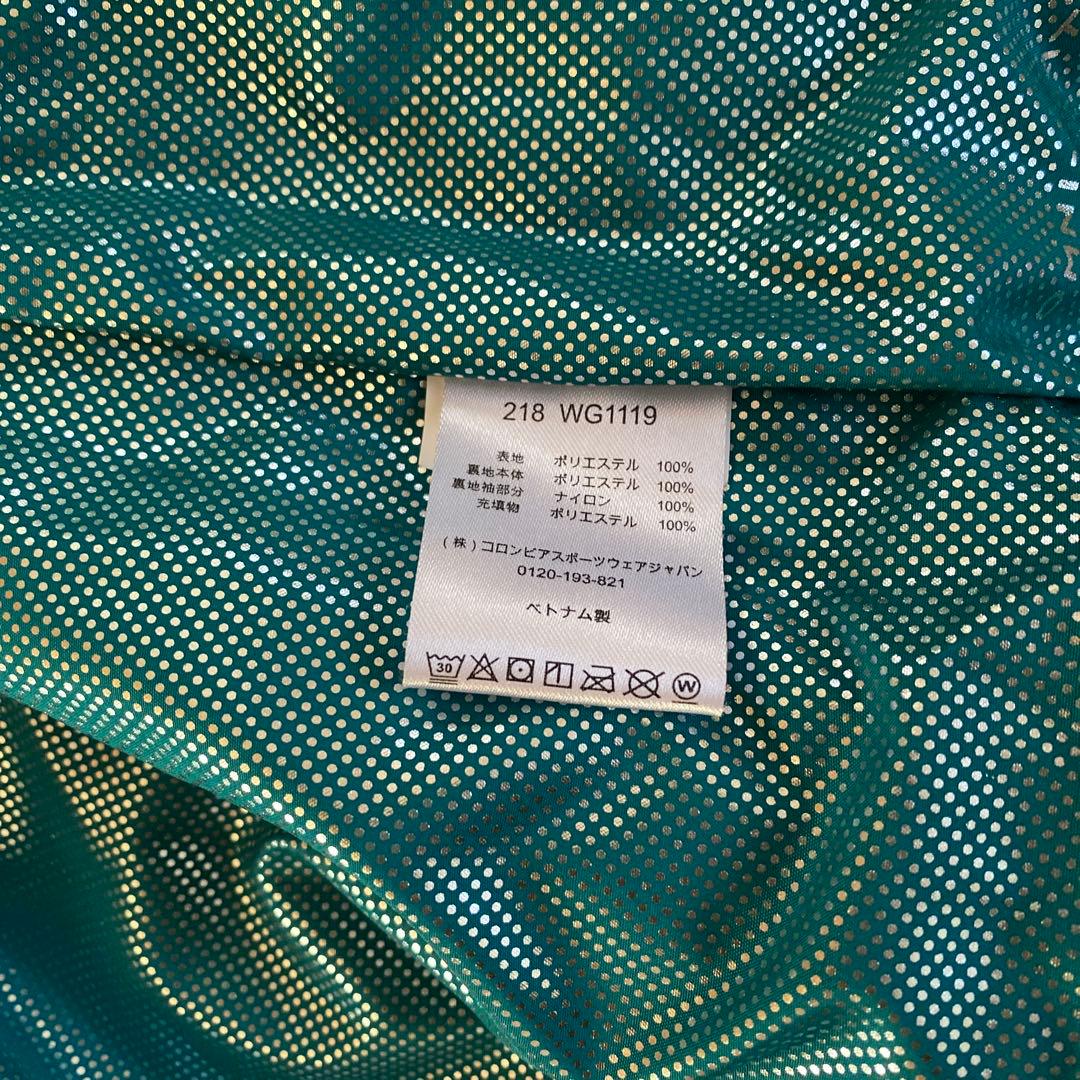 218 WG1119
表地 ポリエステル 100%
裏地本体 ポリエステル 100%
裏地袖部分 ナイロン 100%
充填物 ポリエステル 100%
(株)コロンビアスポーツウェアジャパン
0120-193-821
ベトナム製
30 W